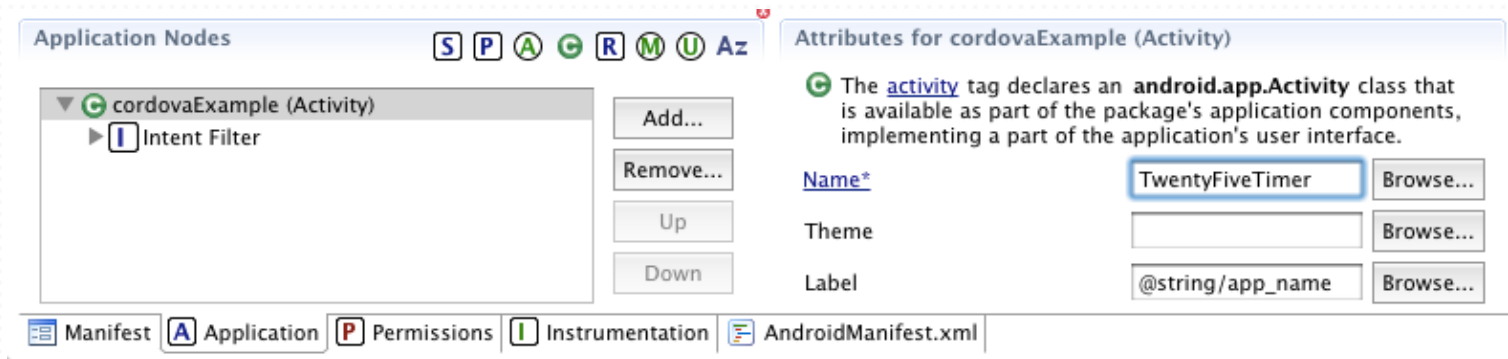 Application Nodes
S P A C R M U Az
cordovaExample (Activity)
Intent Filter
Add...
Remove...
Up
Down
Attributes for cordovaExample (Activity)
The activity tag declares an android.app.Activity class that
is available as part of the package's application components,
implementing a part of the application's user interface.
Name* TwentyFiveTimer Browse...
Theme Browse...
Label @string/app_name Browse...
Manifest A Application P Permissions I Instrumentation AndroidManifest.xml